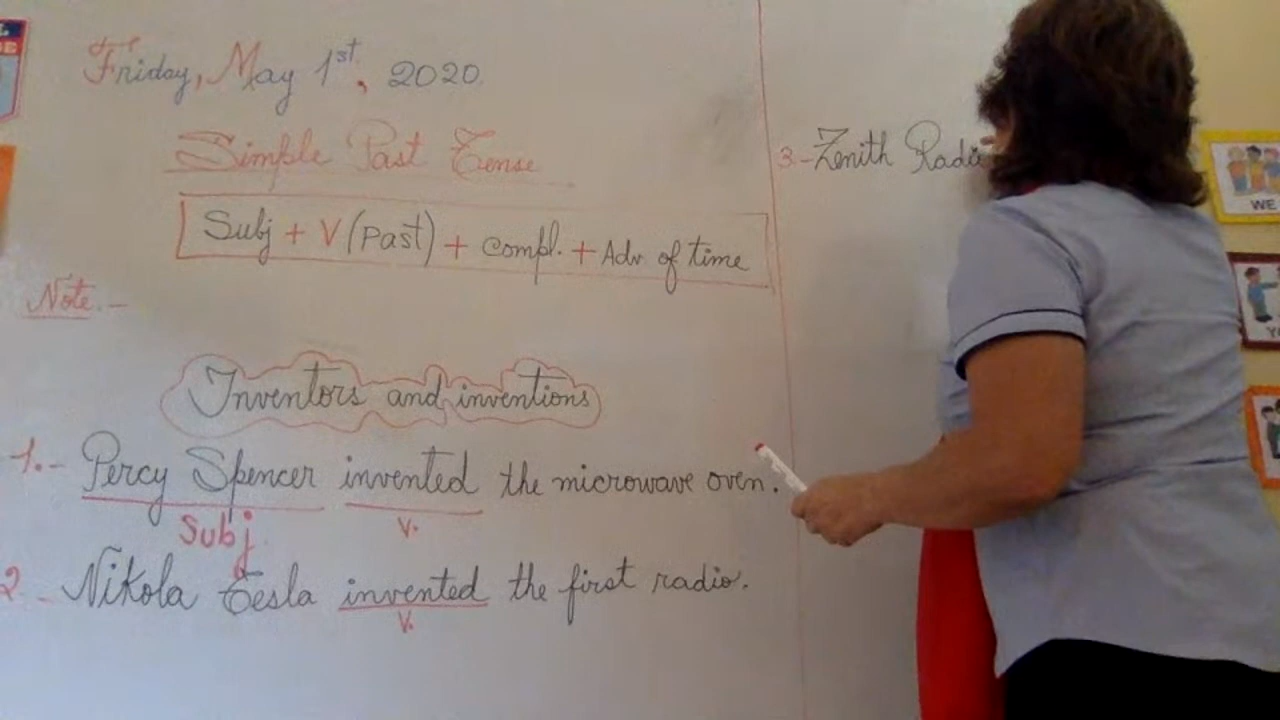 Friday, May 1st, 2020
Simple Past Tense
Subj + V (Past) + Compl. + Adv of time
Note.-
Inventors and inventions
1.- Percy Spencer invented the microwave oven.
Subj V.
2 - Nikola Tesla invented the first radio.
V.
3.- Zenith Radio
WE